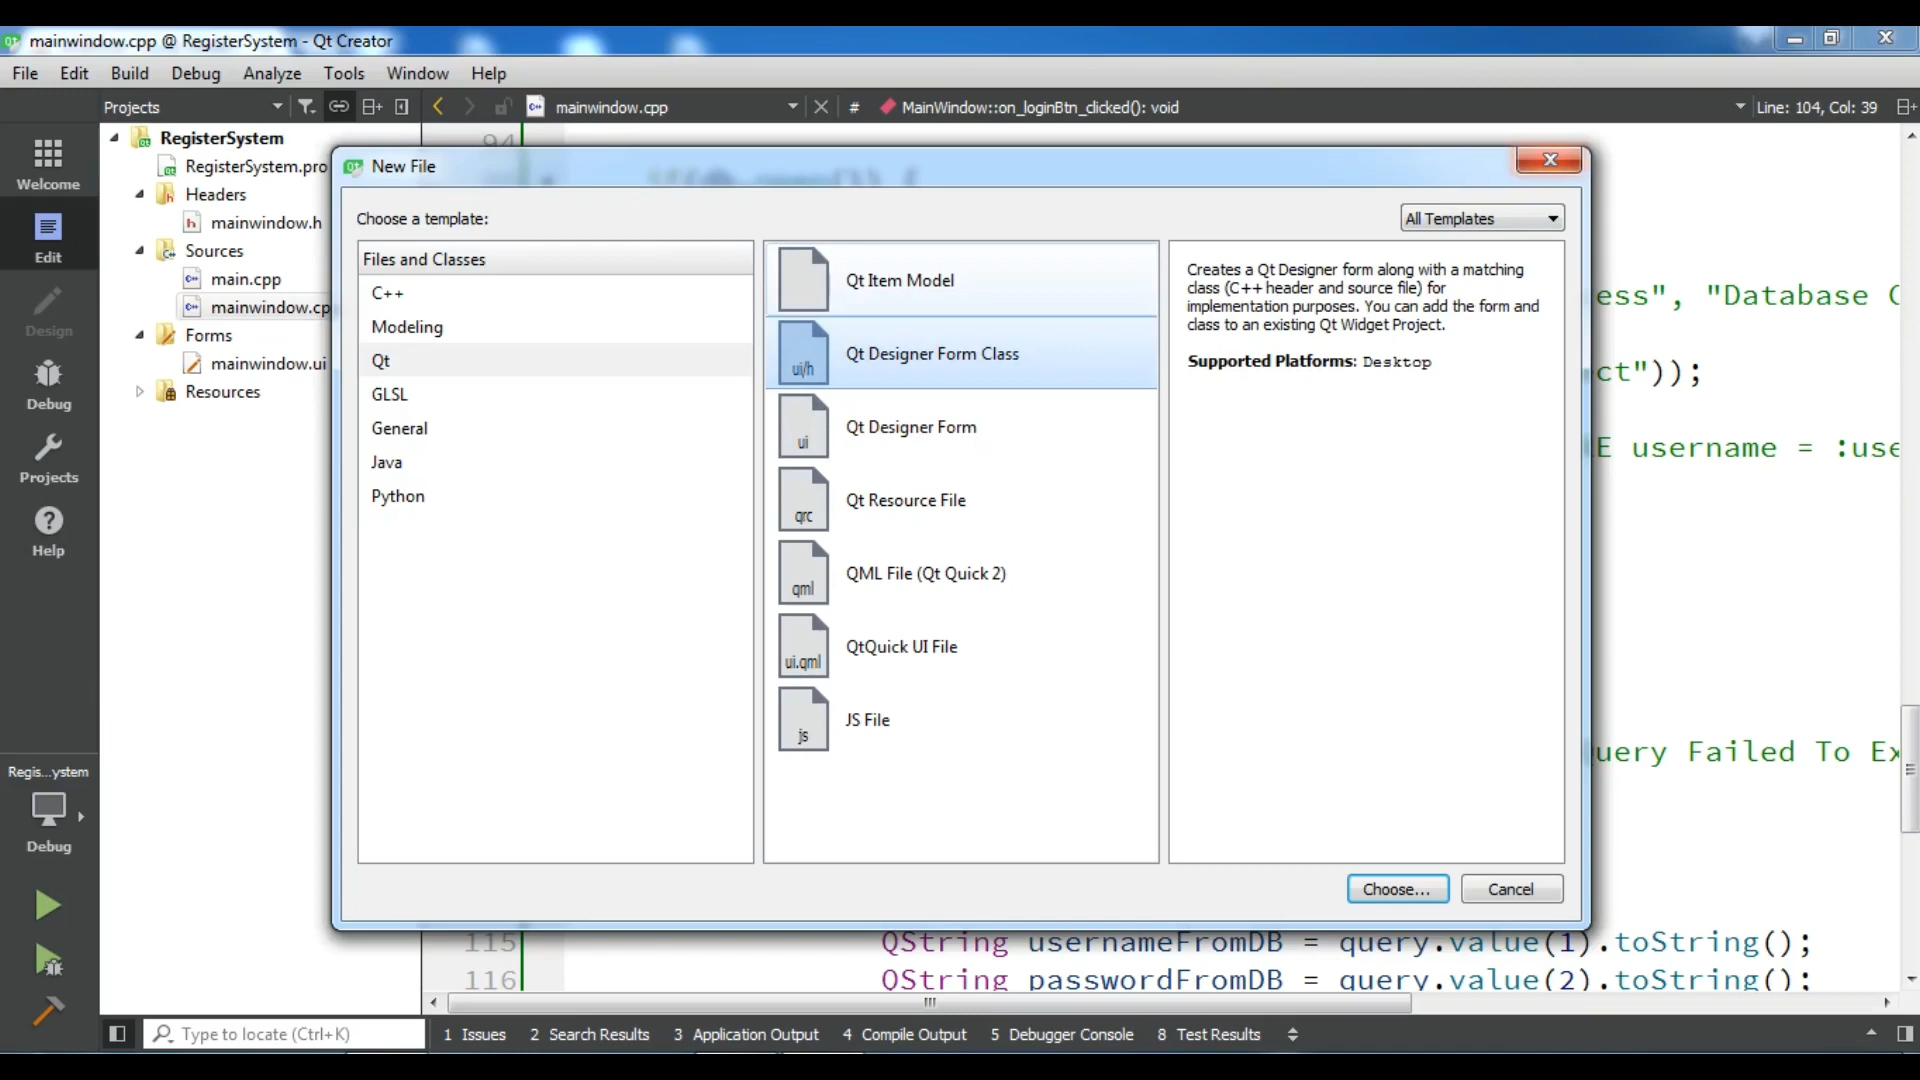 mainwindow.cpp @ RegisterSystem - Qt Creator
File Edit Build Debug Analyze Tools Window Help
Projects mainwindow.cpp # MainWindow::on_loginBtn_clicked(): void Line: 104, Col: 39
Welcome
Edit
Design
Debug
Projects
Help
Regis...ystem
Debug
RegisterSystem
RegisterSystem.pro
Headers
mainwindow.h
Sources
main.cpp
mainwindow.cp
Forms
mainwindow.ui
Resources
94
New File
Choose a template:
All Templates
Files and Classes
C++
Modeling
Qt
GLSL
General
Java
Python
Qt Item Model
ui/h Qt Designer Form Class
ui Qt Designer Form
qrc Qt Resource File
qml QML File (Qt Quick 2)
ui.qml QtQuick UI File
js JS File
Creates a Qt Designer form along with a matching
class (C++ header and source file) for
implementation purposes. You can add the form and
class to an existing Qt Widget Project.
Supported Platforms: Desktop
Choose...
Cancel
ess", "Database C
ct"));
E username = :use
uery Failed To Ex
115 QString usernameFromDB = query.value(1).toString();
116 QString passwordFromDB = query.value(2).toString();
Type to locate (Ctrl+K) 1 Issues 2 Search Results 3 Application Output 4 Compile Output 5 Debugger Console 8 Test Results